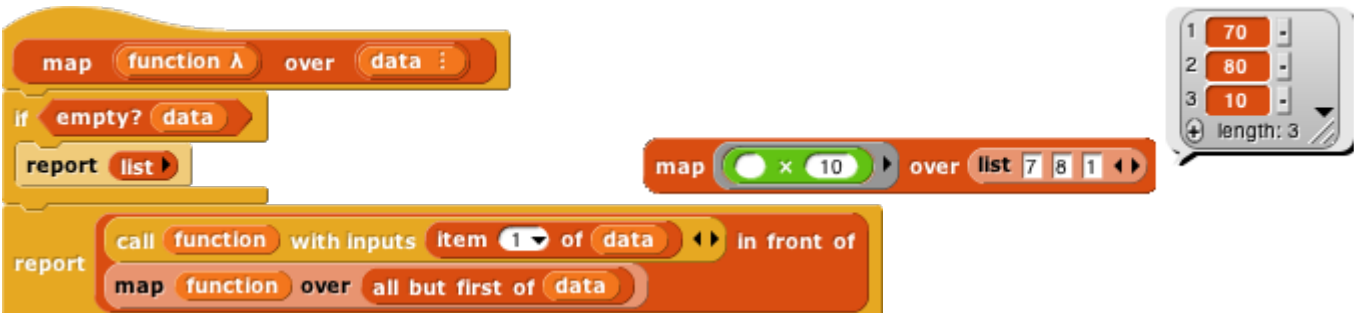 map function λ over data ⋮
if empty? data
report list
report call function with inputs item 1 of data in front of
map function over all but first of data
map × 10 over list 7 8 1
1 70 -
2 80 -
3 10 -
+ length: 3